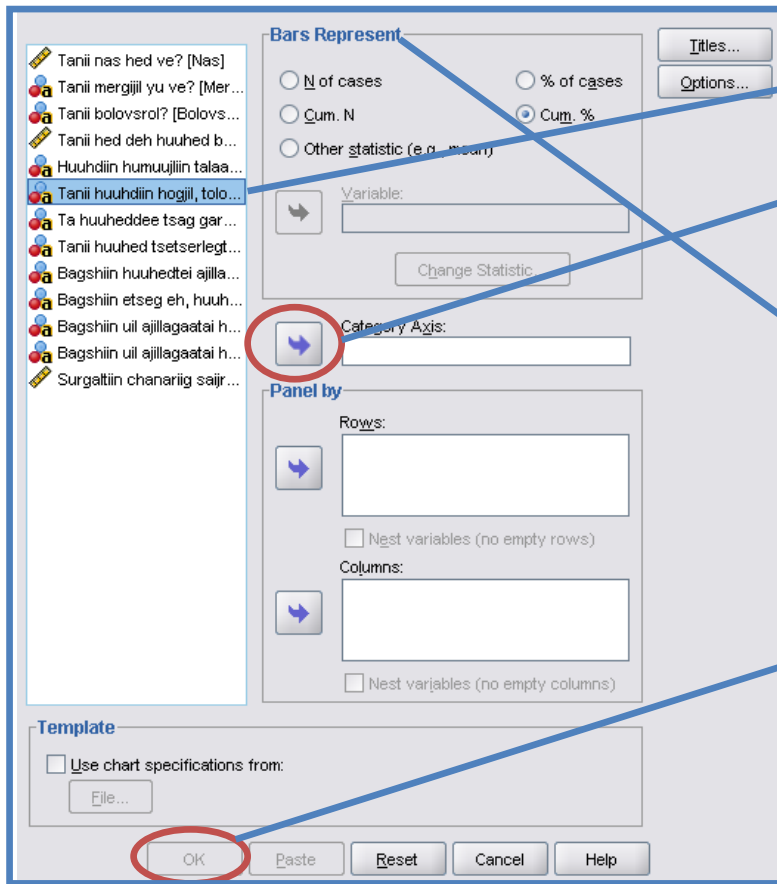 Tanii nas hed ve? [Nas]
Tanii mergijil yu ve? [Mer...
Tanii bolovsrol? [Bolovs...
Tanii hed deh huuhed b...
Huuhdiin humuujliin talaa...
Tanii huuhdiin hogjil, tolo...
Ta huuheddee tsag gar...
Tanii huuhed tsetserlegt...
Bagshiin huuhedtei ajilla...
Bagshiin etseg eh, huuh...
Bagshiin uil ajillagaatai h...
Bagshiin uil ajillagaatai h...
Surgaltiin chanariig saijr...
Bars Represent
N of cases
% of cases
Cum. N
Cum. %
Other statistic (e.g., mean)
Variable:
Change Statistic...
Category Axis:
Panel by
Rows:
Nest variables (no empty rows)
Columns:
Nest variables (no empty columns)
Titles...
Options...
Template
Use chart specifications from:
File...
OK
Paste
Reset
Cancel
Help